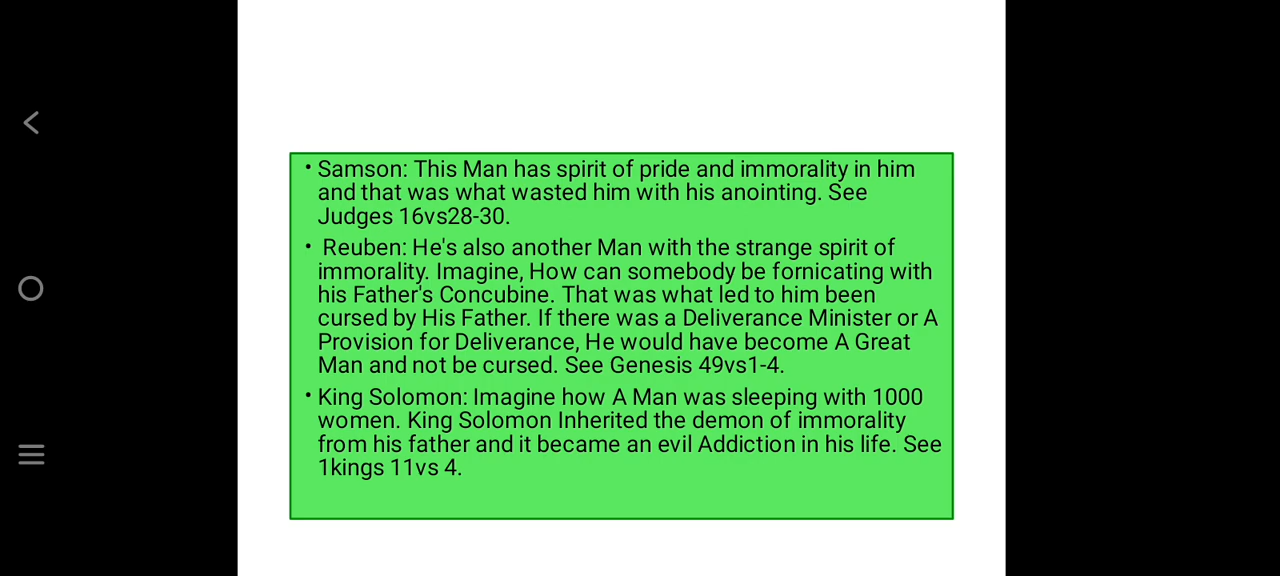 • Samson: This Man has spirit of pride and immorality in him
and that was what wasted him with his anointing. See
Judges 16vs28-30.
• Reuben: He's also another Man with the strange spirit of
immorality. Imagine, How can somebody be fornicating with
his Father's Concubine. That was what led to him been
cursed by His Father. If there was a Deliverance Minister or A
Provision for Deliverance, He would have become A Great
Man and not be cursed. See Genesis 49vs1-4.
• King Solomon: Imagine how A Man was sleeping with 1000
women. King Solomon Inherited the demon of immorality
from his father and it became an evil Addiction in his life. See
1kings 11vs 4.